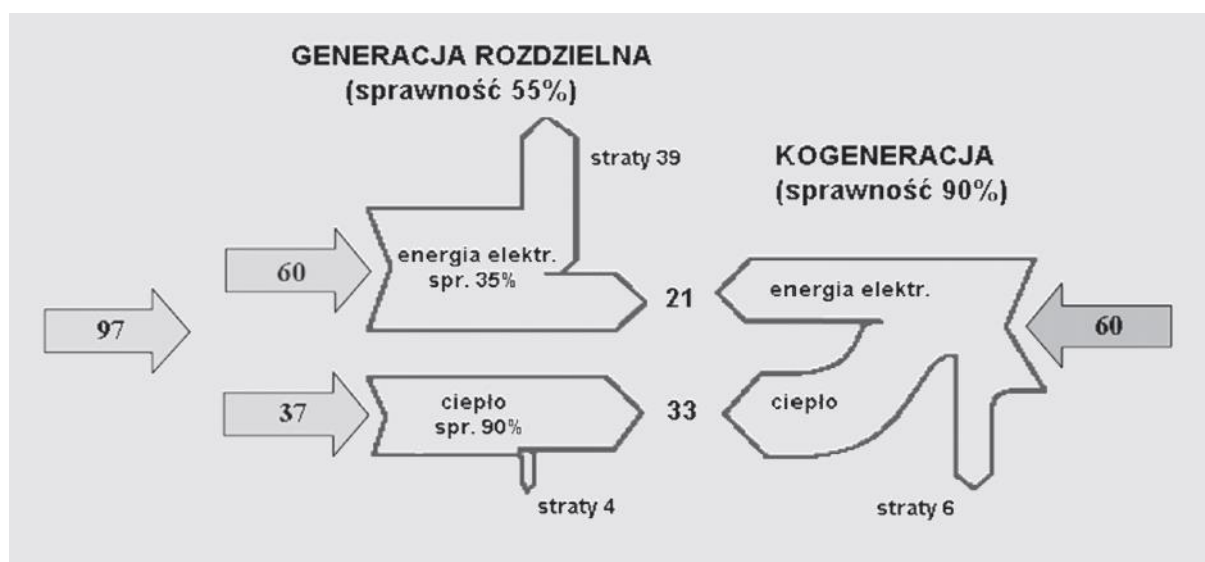 GENERACJA ROZDZIELNA
(sprawność 55%)
straty 39
KOGENERACJA
(sprawność 90%)
energia elektr.
spr. 35%
60
97
21
energia elektr.
60
37
ciepło
spr. 90%
33
ciepło
straty 4
straty 6